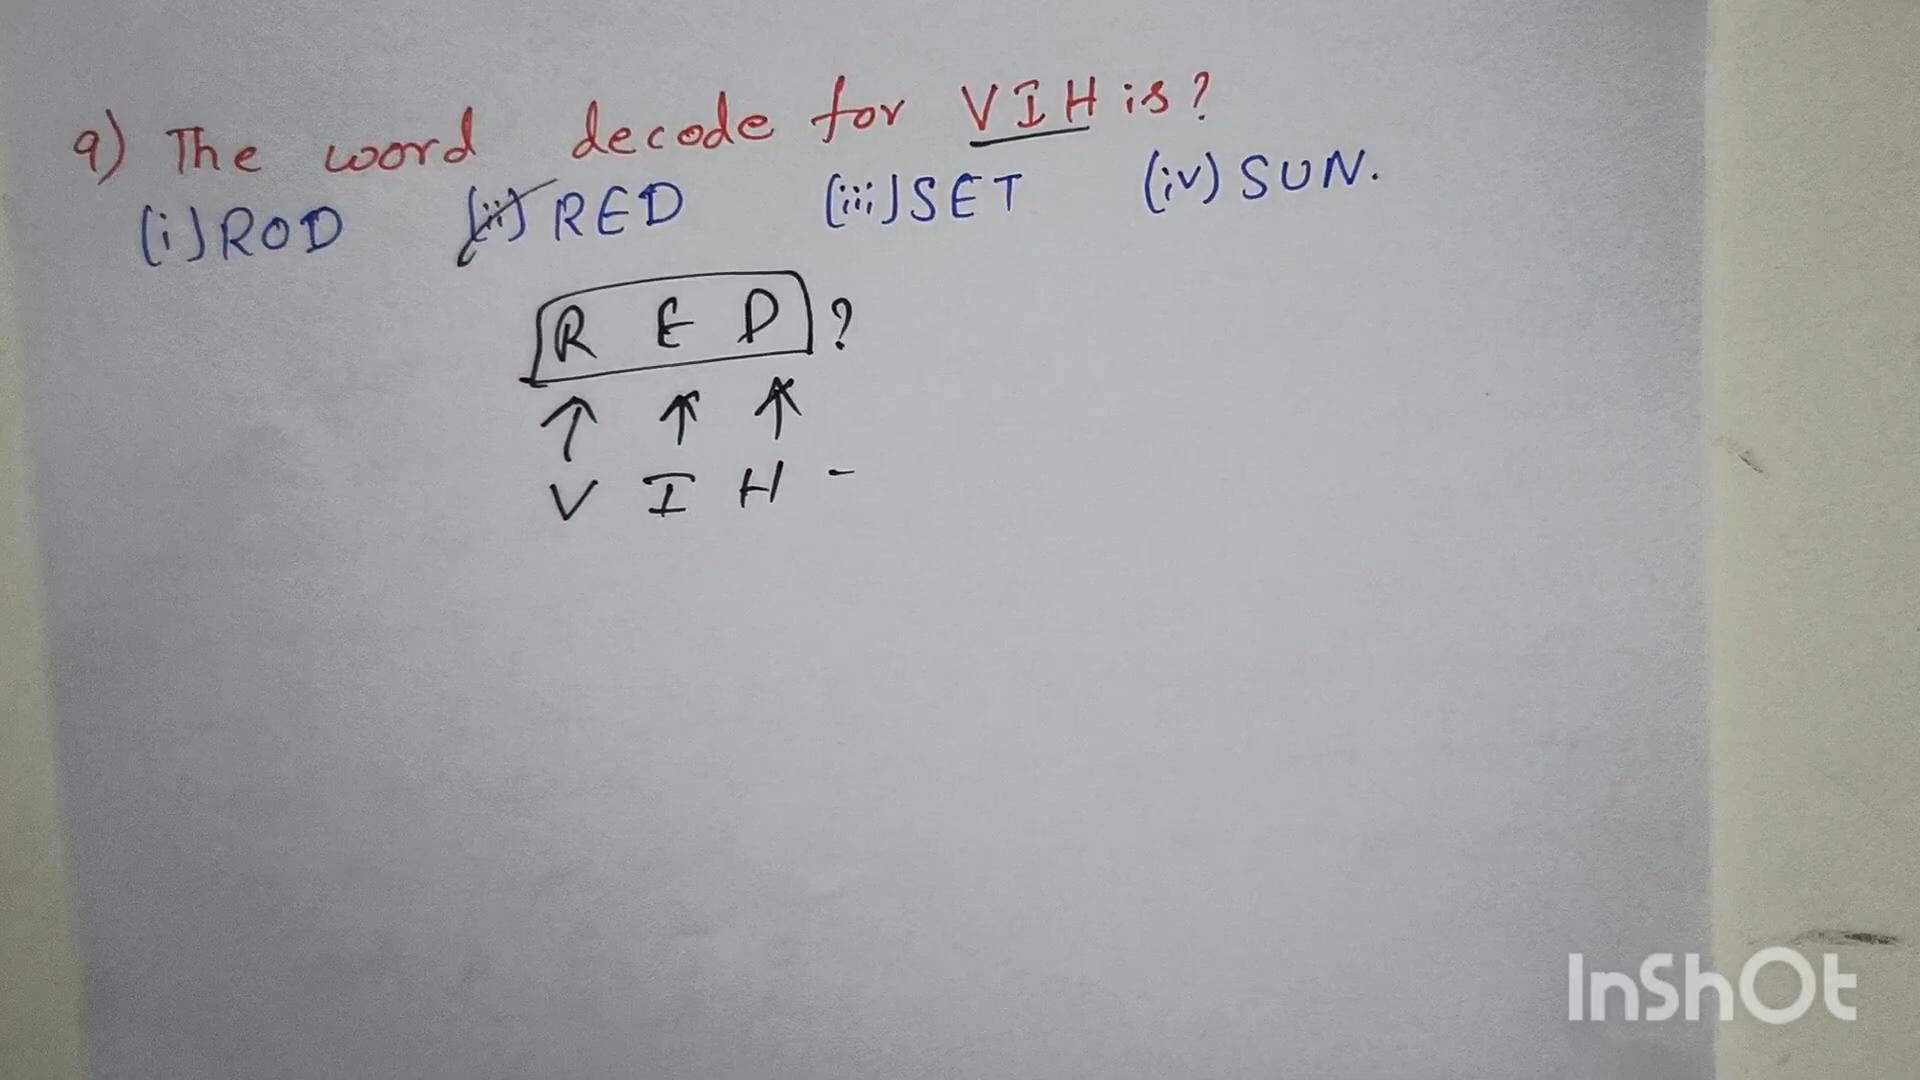 9) The word decode for VIH is?
(i) ROD (ii) RED (iii) SET (iv) SUN.
R E D ?
↑ ↑ ↑
V I H -
InShOt